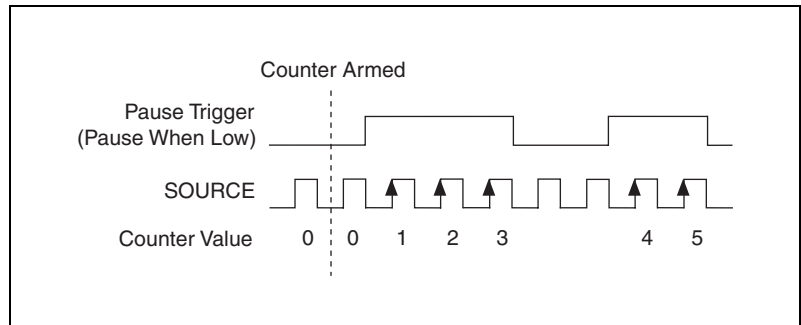 Counter Armed
Pause Trigger
(Pause When Low)
SOURCE
Counter Value 0 0 1 2 3 4 5